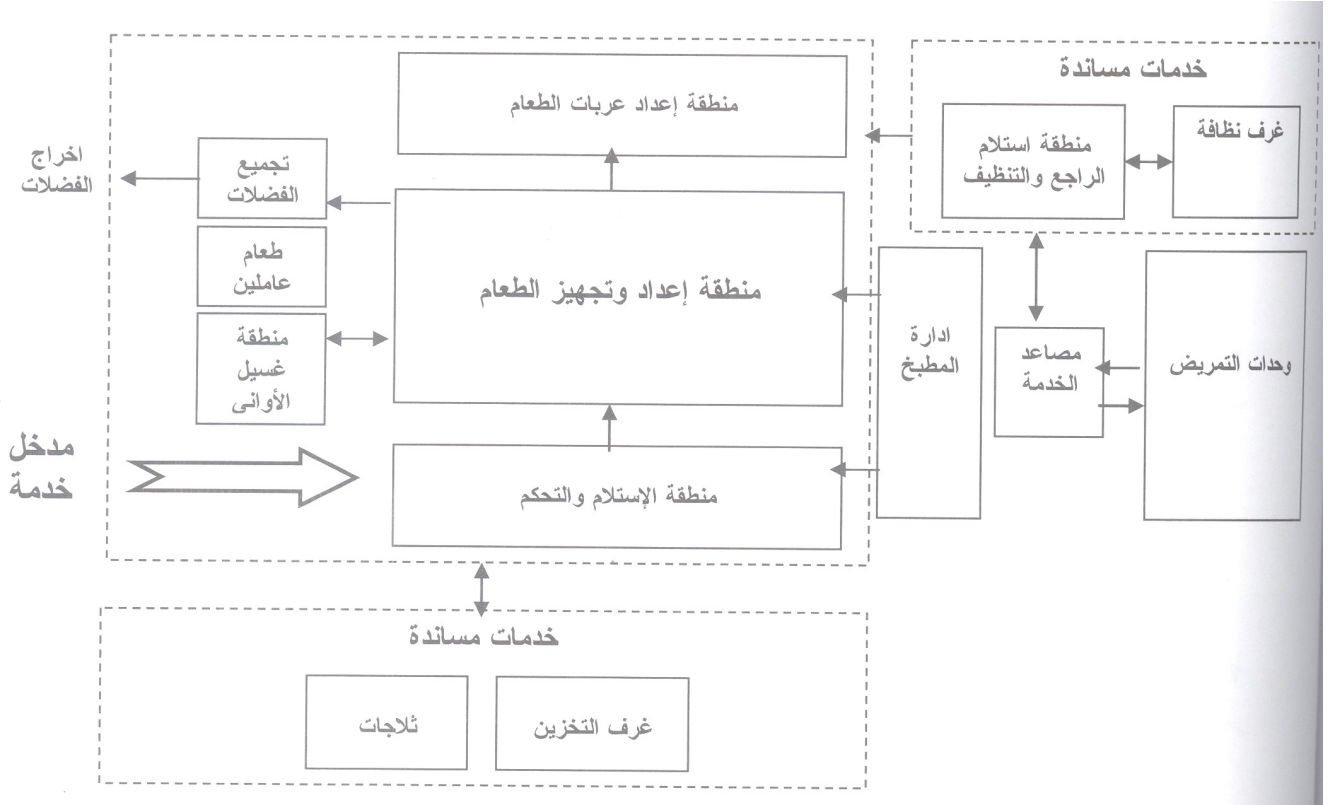 خدمات مساندة
غرف نظافة
منطقة استلام
الراجع والتنظيف
منطقة إعداد عربات الطعام
تجميع
الفضلات
اخراج
الفضلات
منطقة إعداد وتجهيز الطعام
طعام
عاملين
منطقة
غسيل
الأوانى
ادارة
المطبخ
مصاعد
الخدمة
وحدات التمريض
مدخل
خدمة
منطقة الإستلام والتحكم
خدمات مساندة
غرف التخزين
ثلاجات